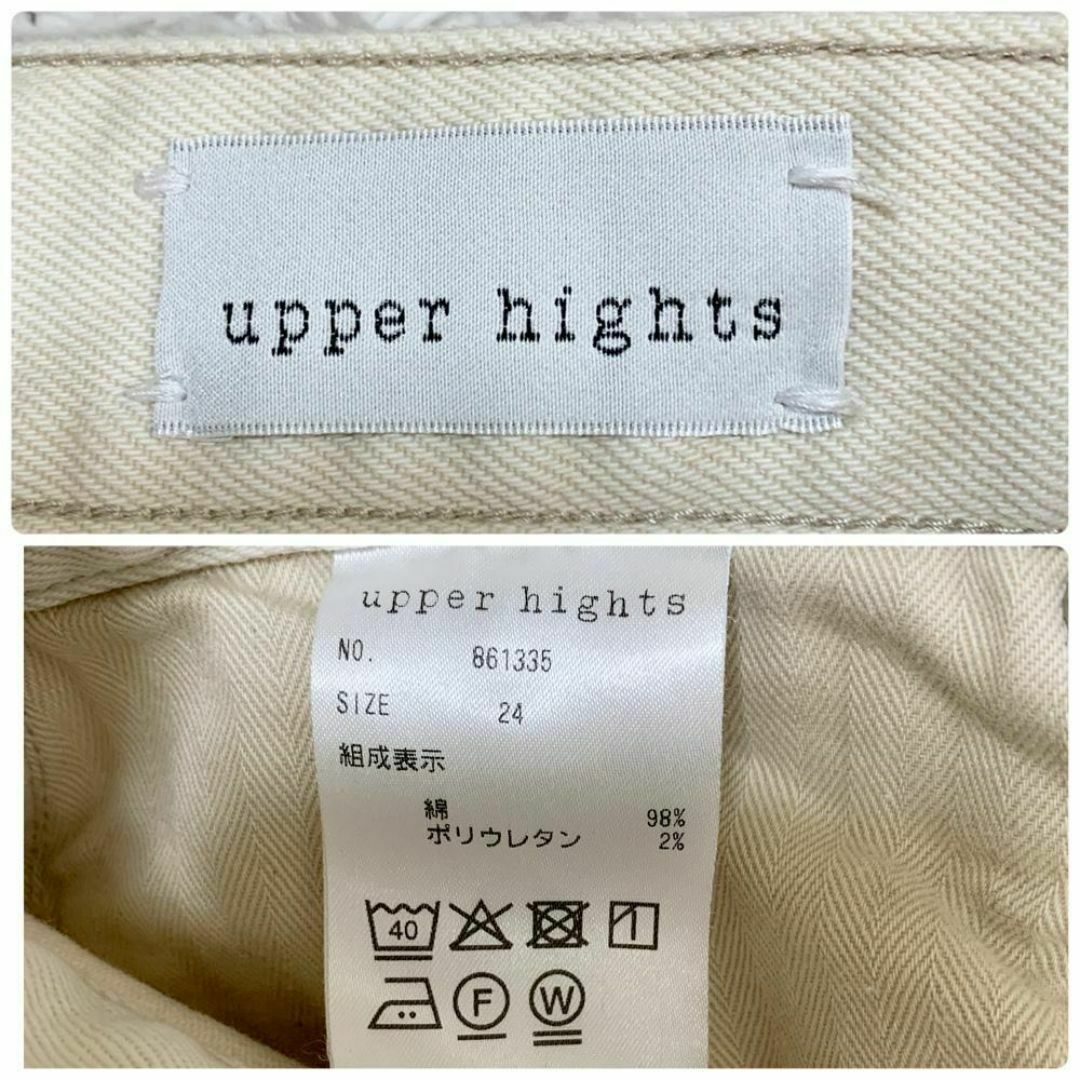 upper hights
upper hights
NO. 861335
SIZE 24
組成表示
綿 98%
ポリウレタン 2%
40
F W